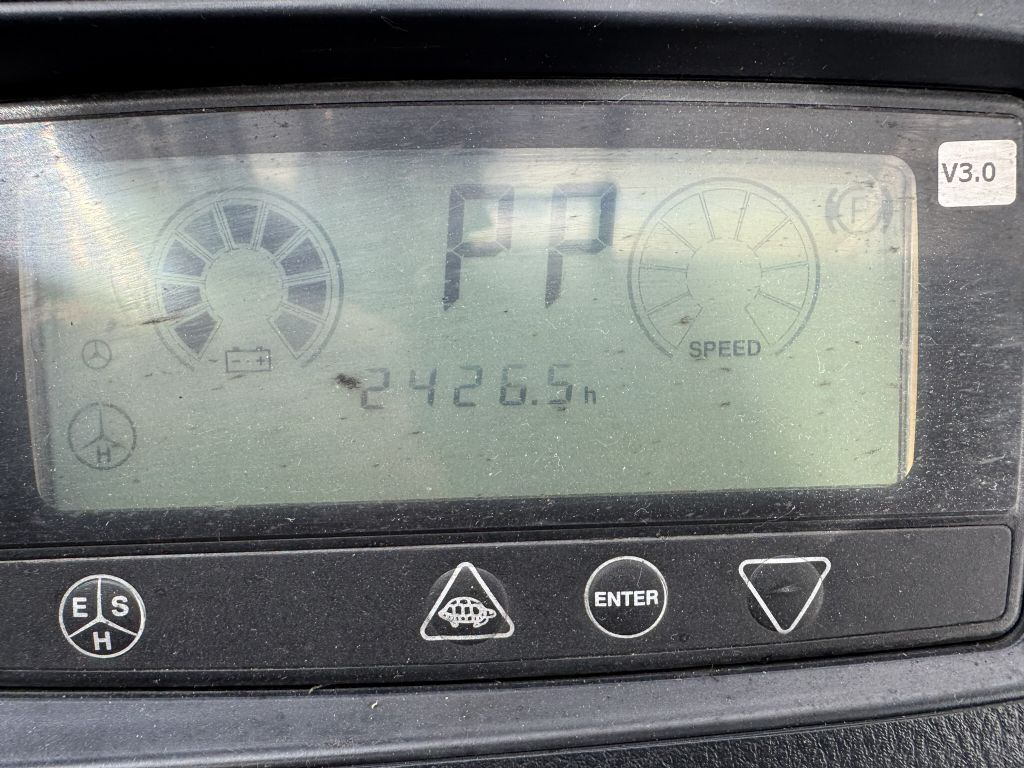 V3.0
PP
P
SPEED
2426.5h
H
E S
H
ENTER